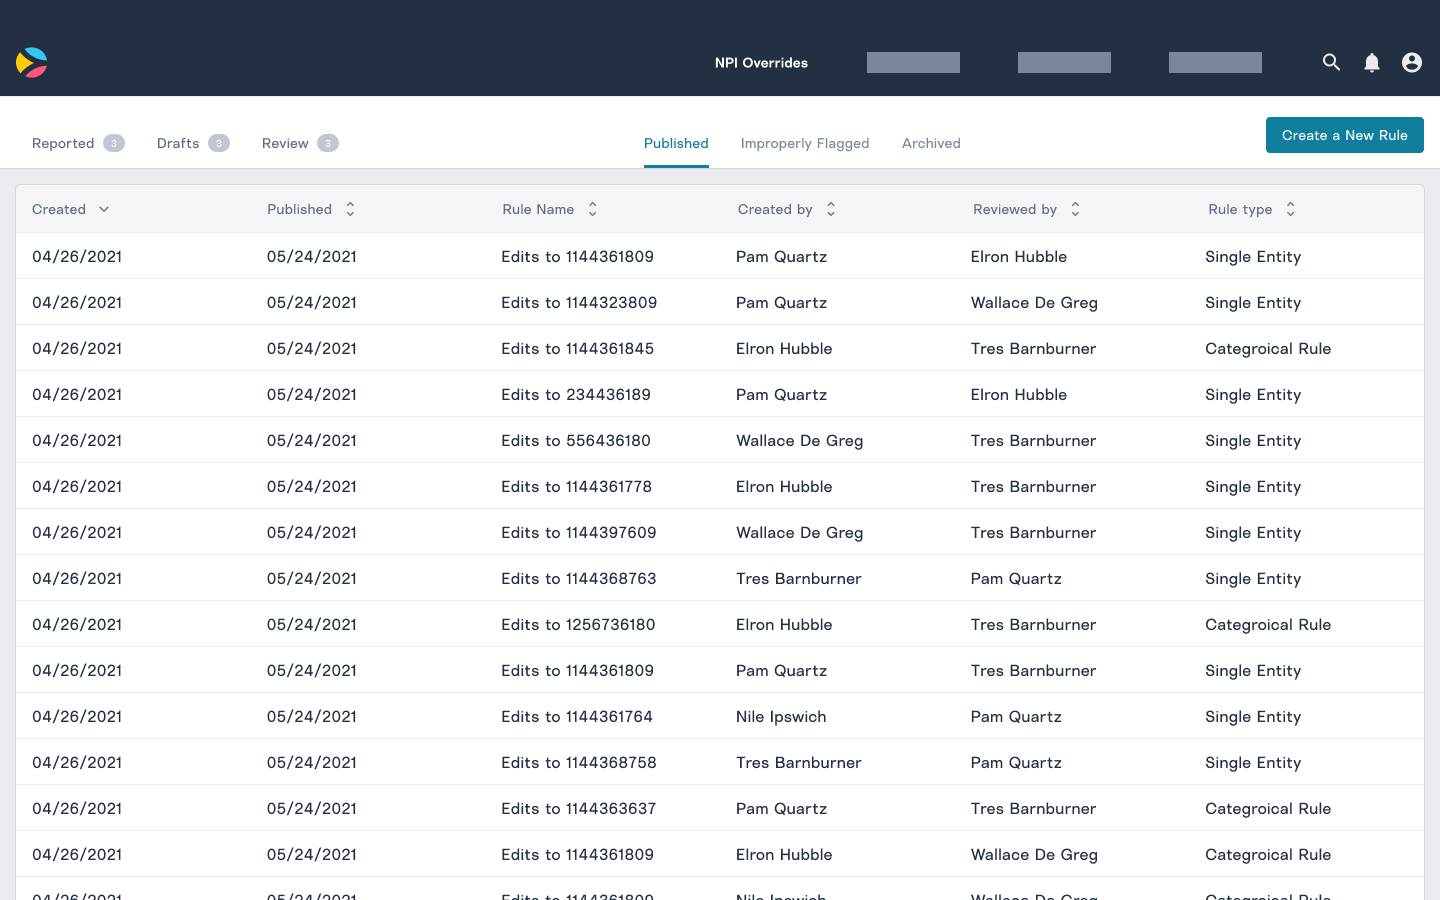 NPI Overrides
Reported 3 Drafts 3 Review 3 Published Improperly Flagged Archived Create a New Rule
Created Published Rule Name Created by Reviewed by Rule type
04/26/2021 05/24/2021 Edits to 1144361809 Pam Quartz Elron Hubble Single Entity
04/26/2021 05/24/2021 Edits to 1144323809 Pam Quartz Wallace De Greg Single Entity
04/26/2021 05/24/2021 Edits to 1144361845 Elron Hubble Tres Barnburner Categroical Rule
04/26/2021 05/24/2021 Edits to 234436189 Pam Quartz Elron Hubble Single Entity
04/26/2021 05/24/2021 Edits to 556436180 Wallace De Greg Tres Barnburner Single Entity
04/26/2021 05/24/2021 Edits to 1144361778 Elron Hubble Tres Barnburner Single Entity
04/26/2021 05/24/2021 Edits to 1144397609 Wallace De Greg Tres Barnburner Single Entity
04/26/2021 05/24/2021 Edits to 1144368763 Tres Barnburner Pam Quartz Single Entity
04/26/2021 05/24/2021 Edits to 1256736180 Elron Hubble Tres Barnburner Categroical Rule
04/26/2021 05/24/2021 Edits to 1144361809 Pam Quartz Tres Barnburner Single Entity
04/26/2021 05/24/2021 Edits to 1144361764 Nile Ipswich Pam Quartz Single Entity
04/26/2021 05/24/2021 Edits to 1144368758 Tres Barnburner Pam Quartz Single Entity
04/26/2021 05/24/2021 Edits to 1144363637 Pam Quartz Tres Barnburner Categroical Rule
04/26/2021 05/24/2021 Edits to 1144361809 Elron Hubble Wallace De Greg Categroical Rule
04/26/2021 05/24/2021 Edits to 1144361809 Nile Ipswich Wallace De Greg Categroical Rule